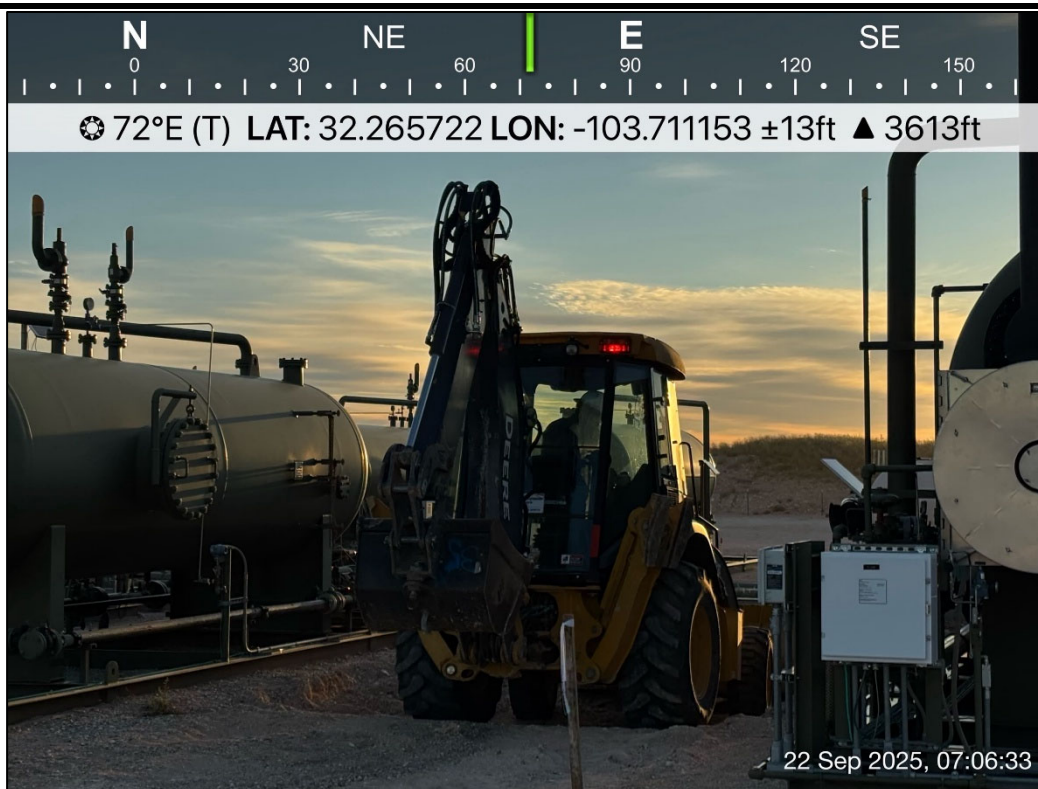 N NE E SE
0 30 60 90 120 150
72°E (T) LAT: 32.265722 LON: -103.711153 ±13ft ▲ 3613ft
DEERE
22 Sep 2025, 07:06:33